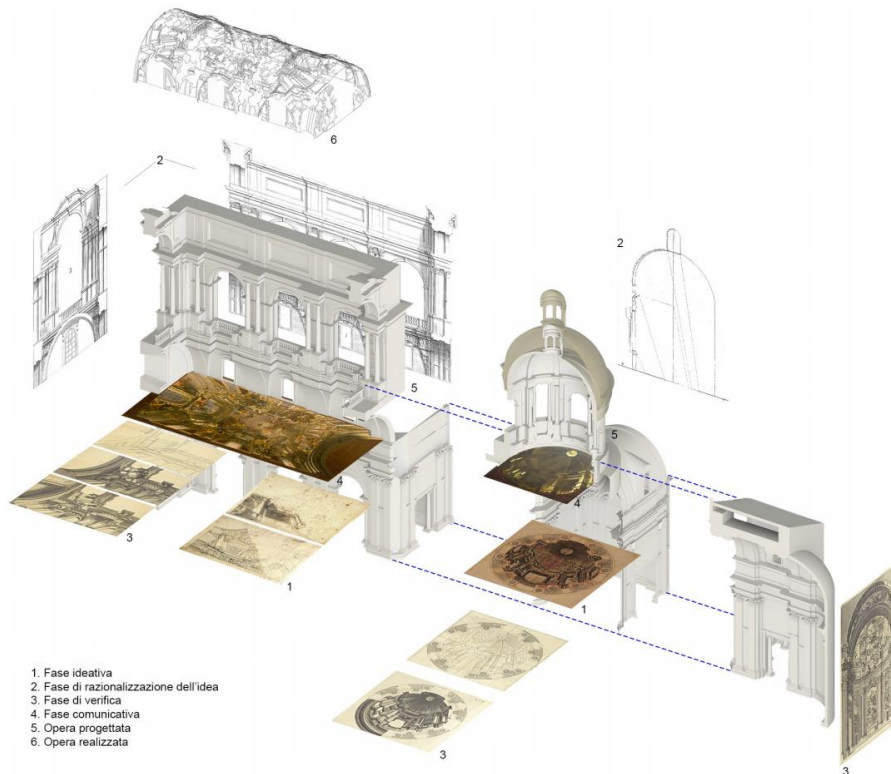 6
2
2
5
5
4
4
3
1
1
3
3
1. Fase ideativa
2. Fase di razionalizzazione dell'idea
3. Fase di verifica
4. Fase comunicativa
5. Opera progettata
6. Opera realizzata